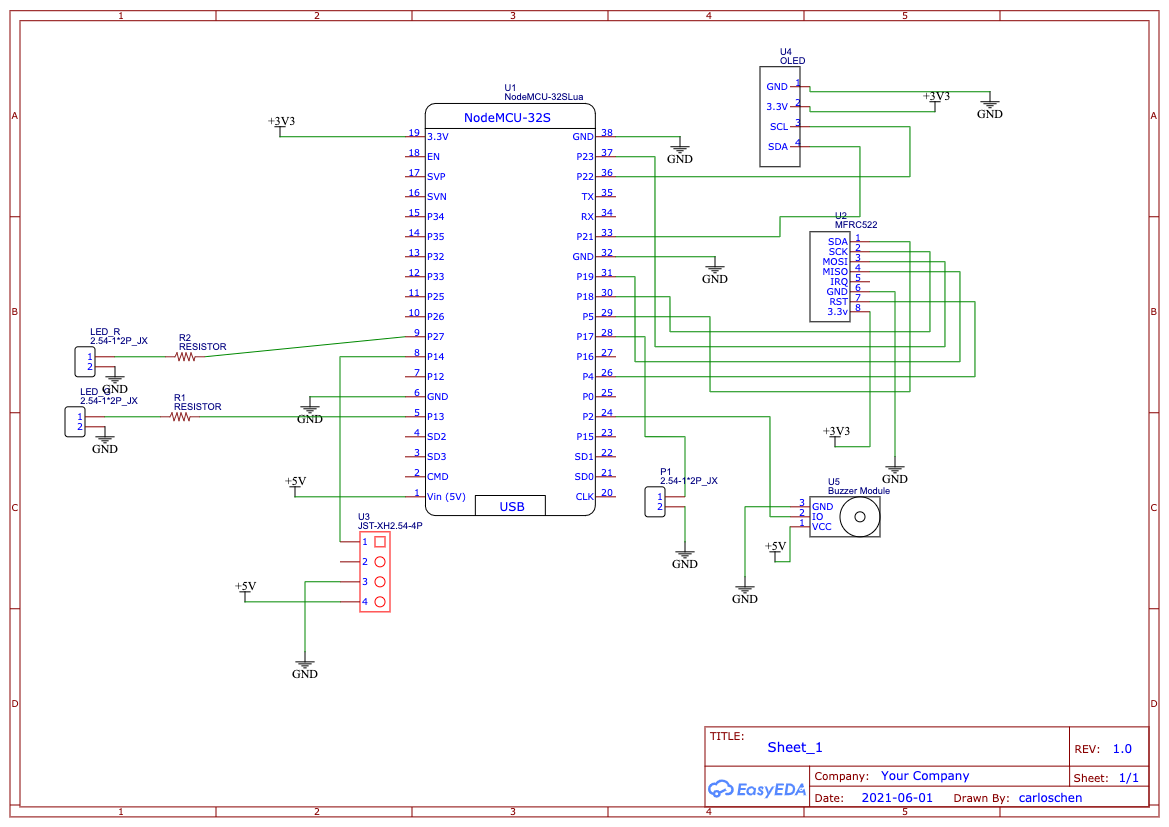 1 2 3 4 5
A A
B B
C C
D D
1 2 3 4 5
U1
NodeMCU-32SLua
NodeMCU-32S
19 3.3V
18 EN
17 SVP
16 SVN
15 P34
14 P35
13 P32
12 P33
11 P25
10 P26
9 P27
8 P14
7 P12
6 GND
5 P13
4 SD2
3 SD3
2 CMD
1 Vin (5V)
GND 38
P23 37
P22 36
TX 35
RX 34
P21 33
GND 32
P19 31
P18 30
P5 29
P17 28
P16 27
P4 26
P0 25
P2 24
P15 23
SD1 22
SD0 21
CLK 20
USB
+3V3
GND
GND
GND
+5V
U4
OLED
GND 1
3.3V 2
SCL 3
SDA 4
+3V3
GND
U2
MFRC522
SDA 1
SCK 2
MOSI 3
MISO 4
IRQ 5
GND 6
RST 7
3.3v 8
+3V3
GND
LED_R
2.54-1*2P_JX
1
2
GND
R2
RESISTOR
2.54-1*2P_JX
1
2
GND
R1
RESISTOR
U3
JST-XH2.54-4P
1
2
3
4
+5V
GND
P1
2.54-1*2P_JX
1
2
GND
U5
Buzzer Module
3 GND
2 IO
1 VCC
+5V
GND
TITLE:
Sheet_1
REV: 1.0
EasyEDA
Company: Your Company
Sheet: 1/1
Date: 2021-06-01 Drawn By: carloschen